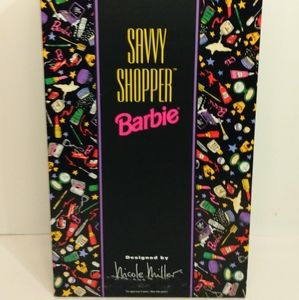 SAVVY
SHOPPER™
Barbie®
Designed by
Nicole Miller